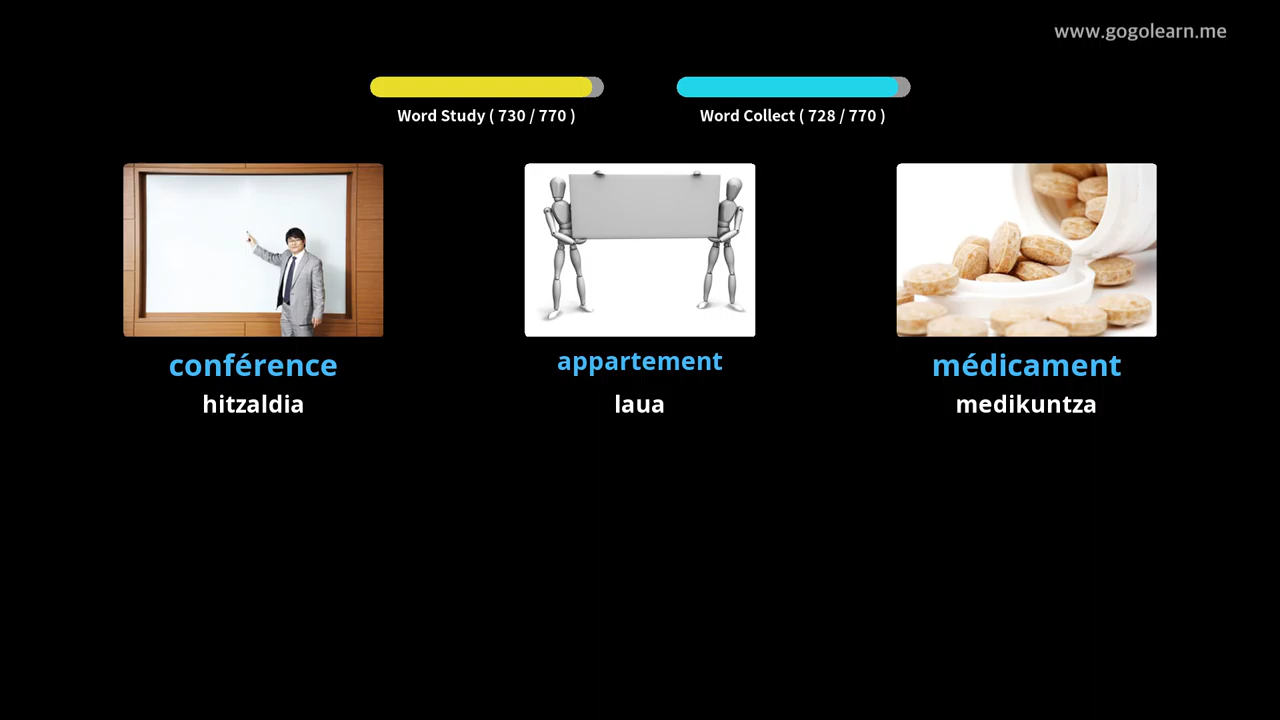 www.gogolearn.me
Word Study ( 730 / 770 )
Word Collect ( 728 / 770 )
conférence
appartement
médicament
hitzaldia
laua
medikuntza